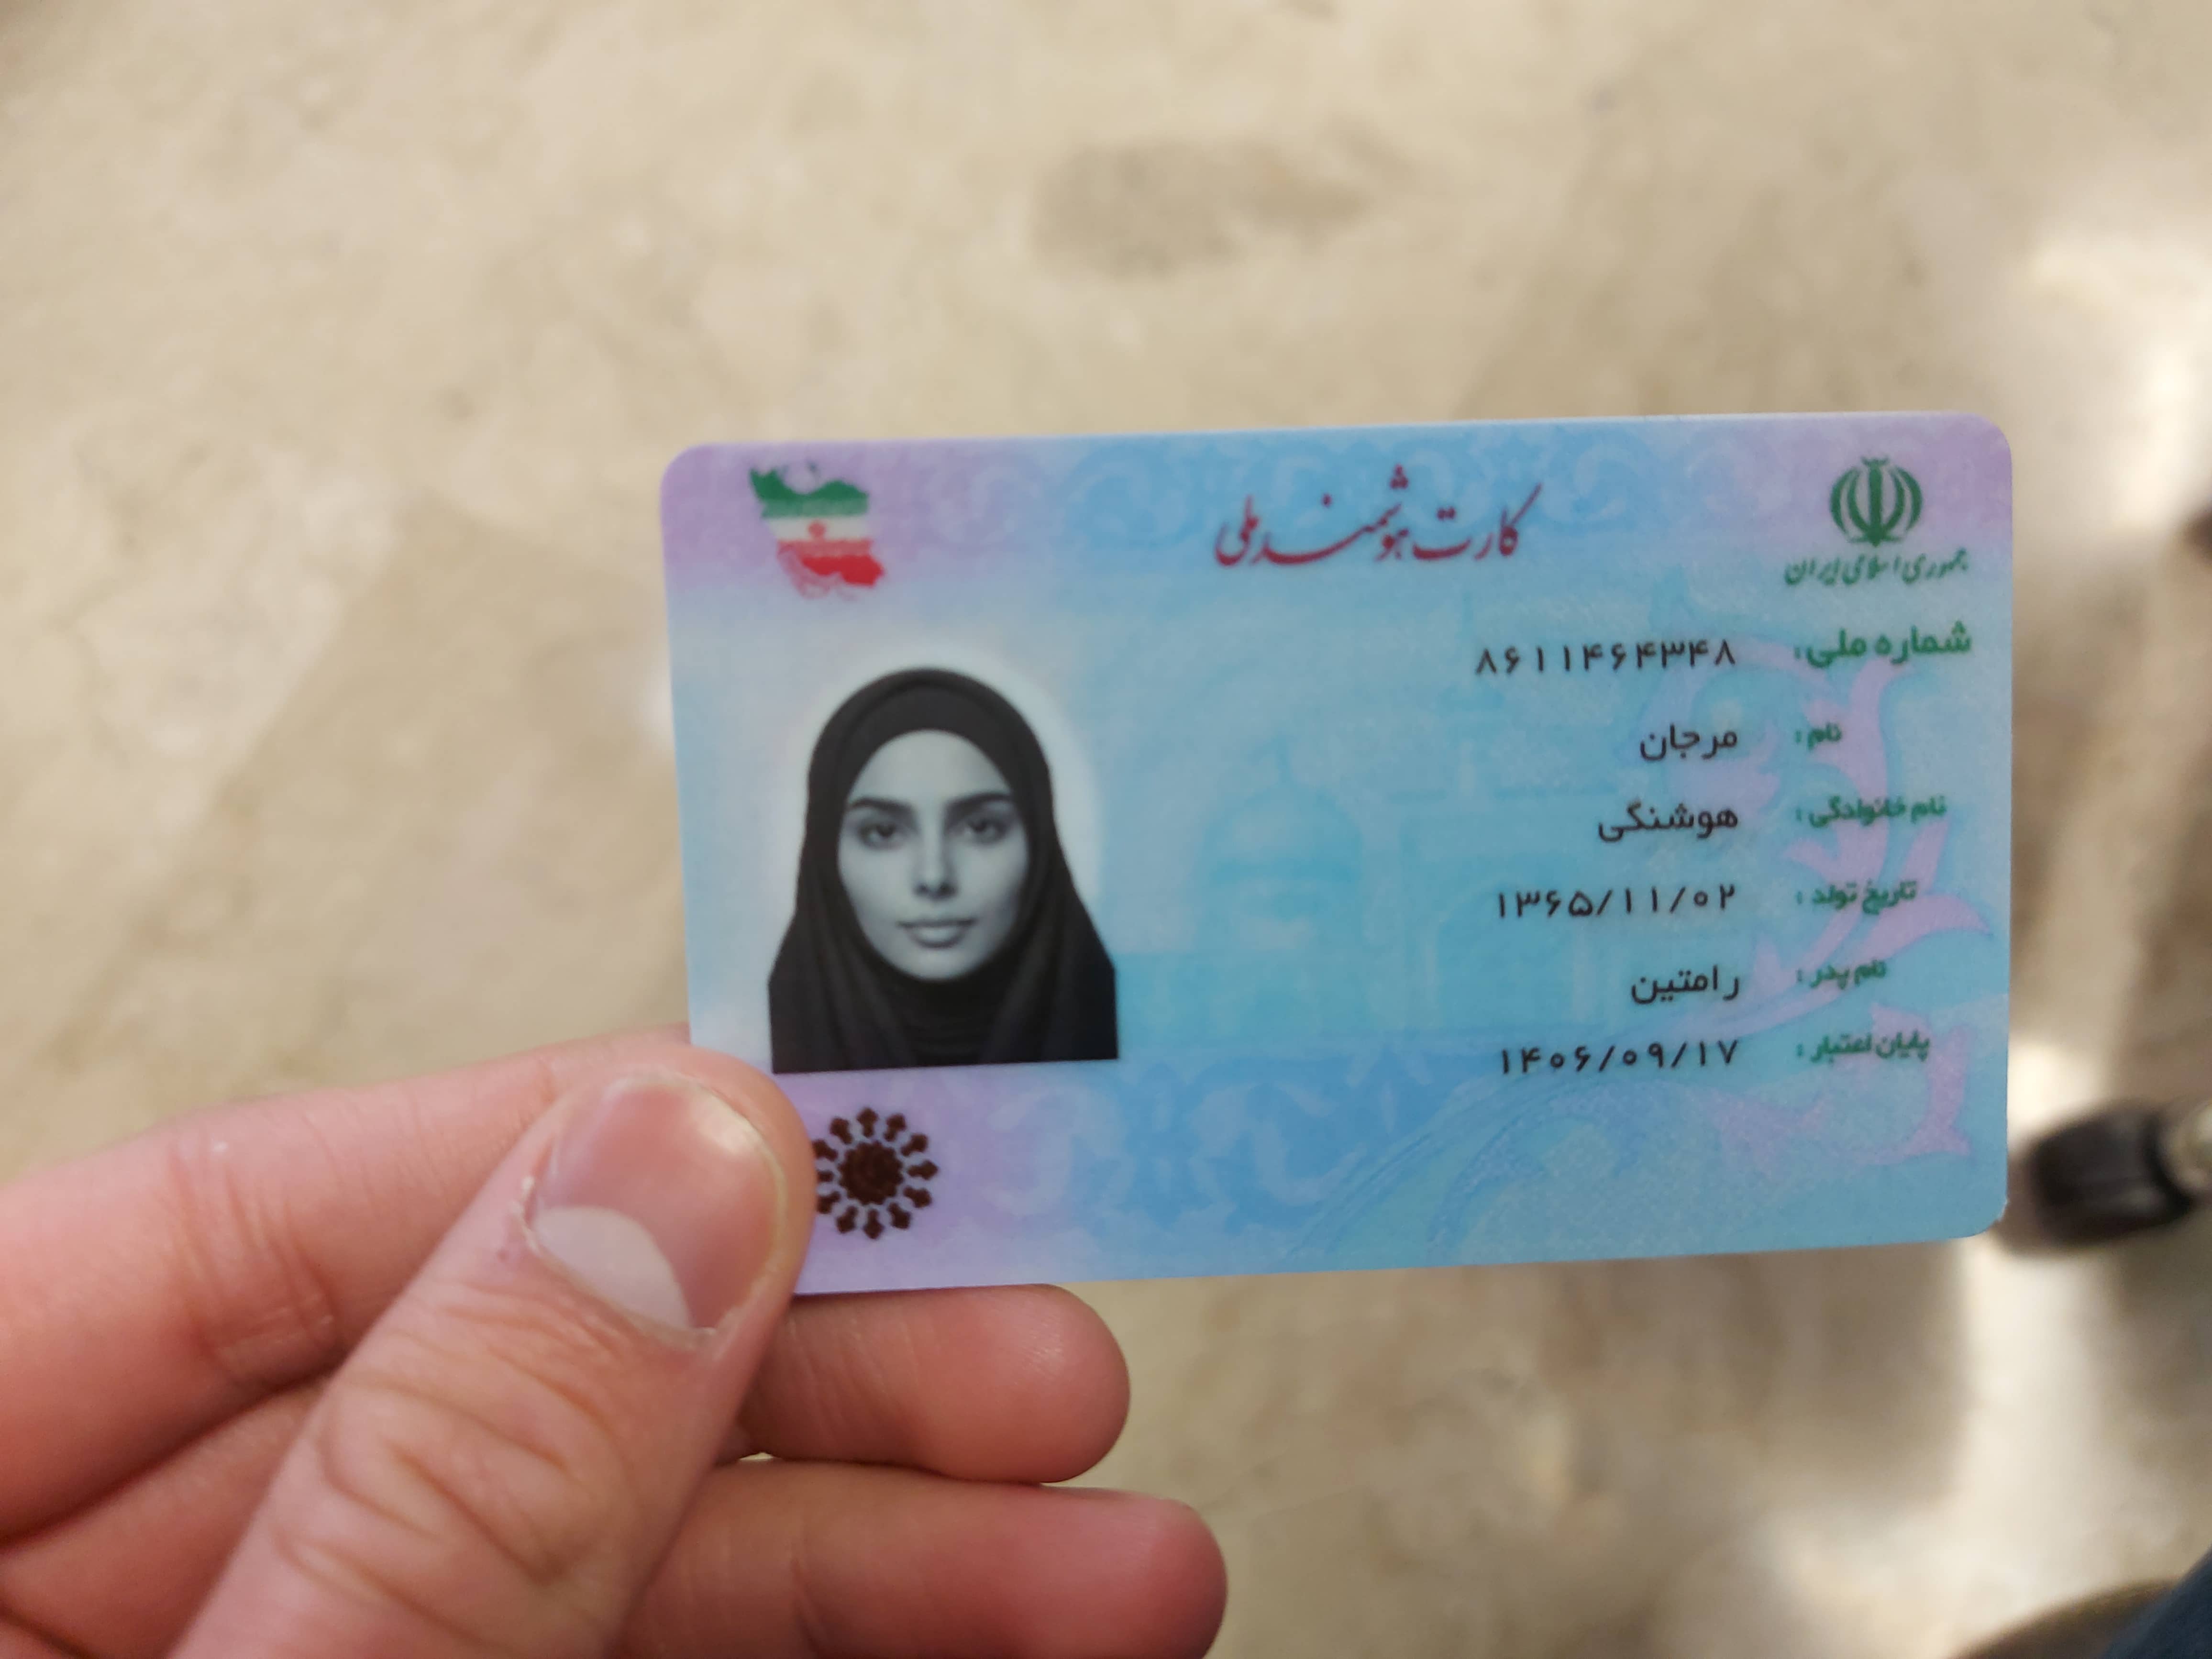 جمهوری اسلامی ایران
کارت هوشمند ملی
شماره ملی: ۸۶۱۱۴۶۴۳۴۸
نام: مرجان
نام خانوادگی: هوشنکی
تاریخ تولد: ۱۳۶۵/۱۱/۰۲
نام پدر: رامتین
پایان اعتبار: ۱۴۰۶/۰۹/۱۷